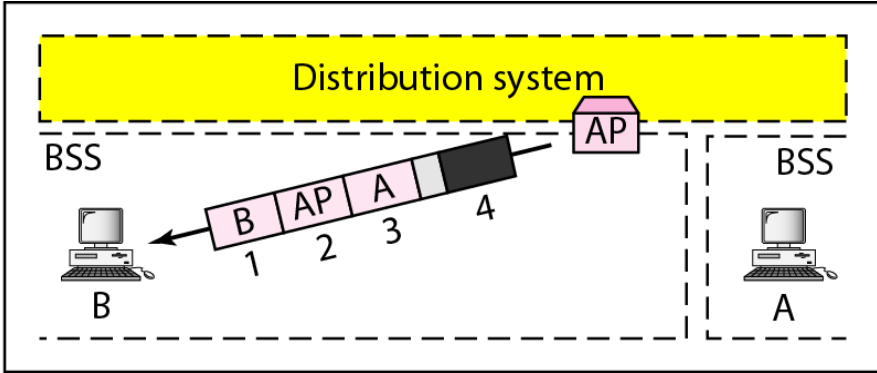 Distribution system
AP
BSS
BSS
B AP A
1 2 3 4
B
A